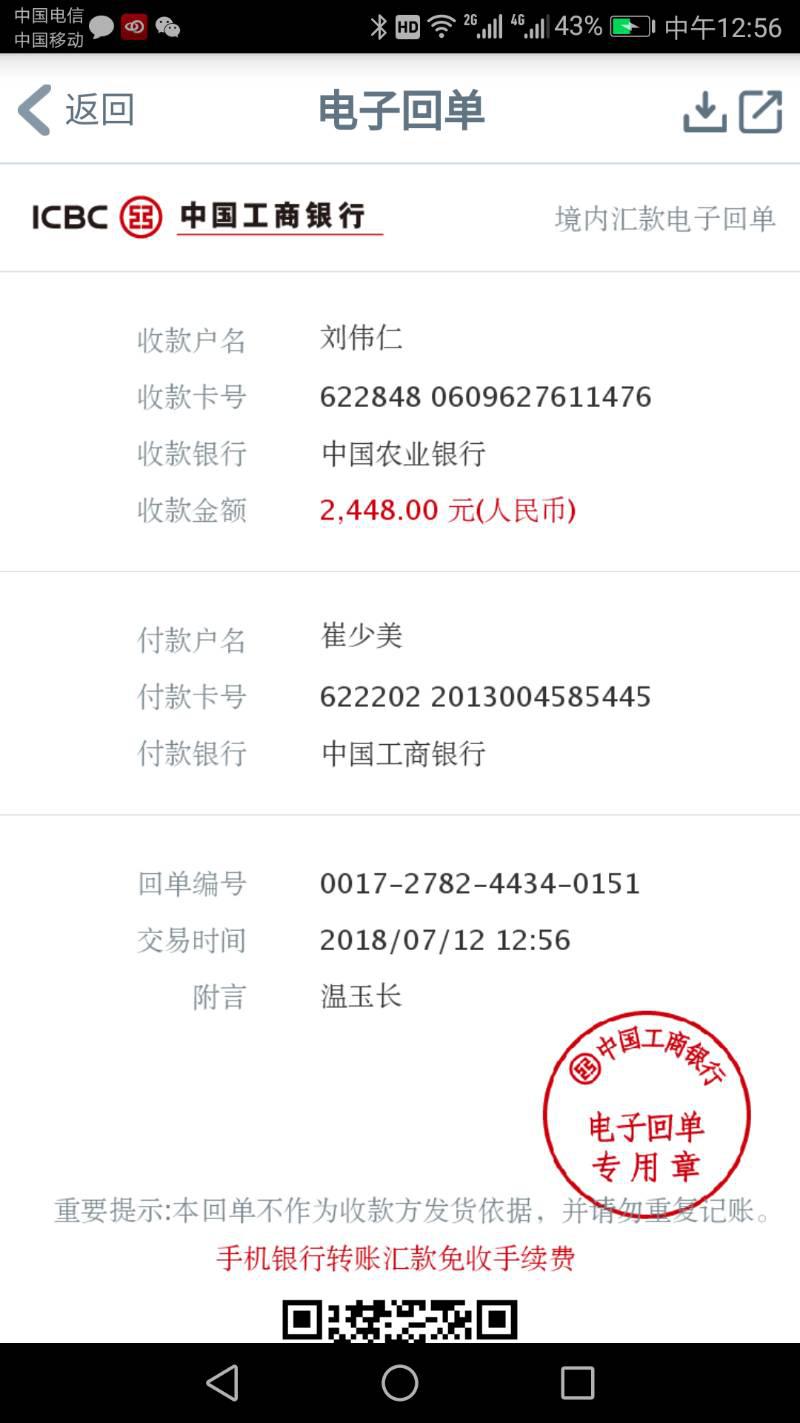 中国电信
中国移动
HD 2G 4G 43% 中午12:56
返回 电子回单
ICBC 中国工商银行 境内汇款电子回单
收款户名 刘伟仁
收款卡号 622848 0609627611476
收款银行 中国农业银行
收款金额 2,448.00 元(人民币)
付款户名 崔少美
付款卡号 622202 2013004585445
付款银行 中国工商银行
回单编号 0017-2782-4434-0151
交易时间 2018/07/12 12:56
附言 温玉长
中国工商银行
电子回单
专用章
重要提示:本回单不作为收款方发货依据，并请勿重复记账。
手机银行转账汇款免收手续费